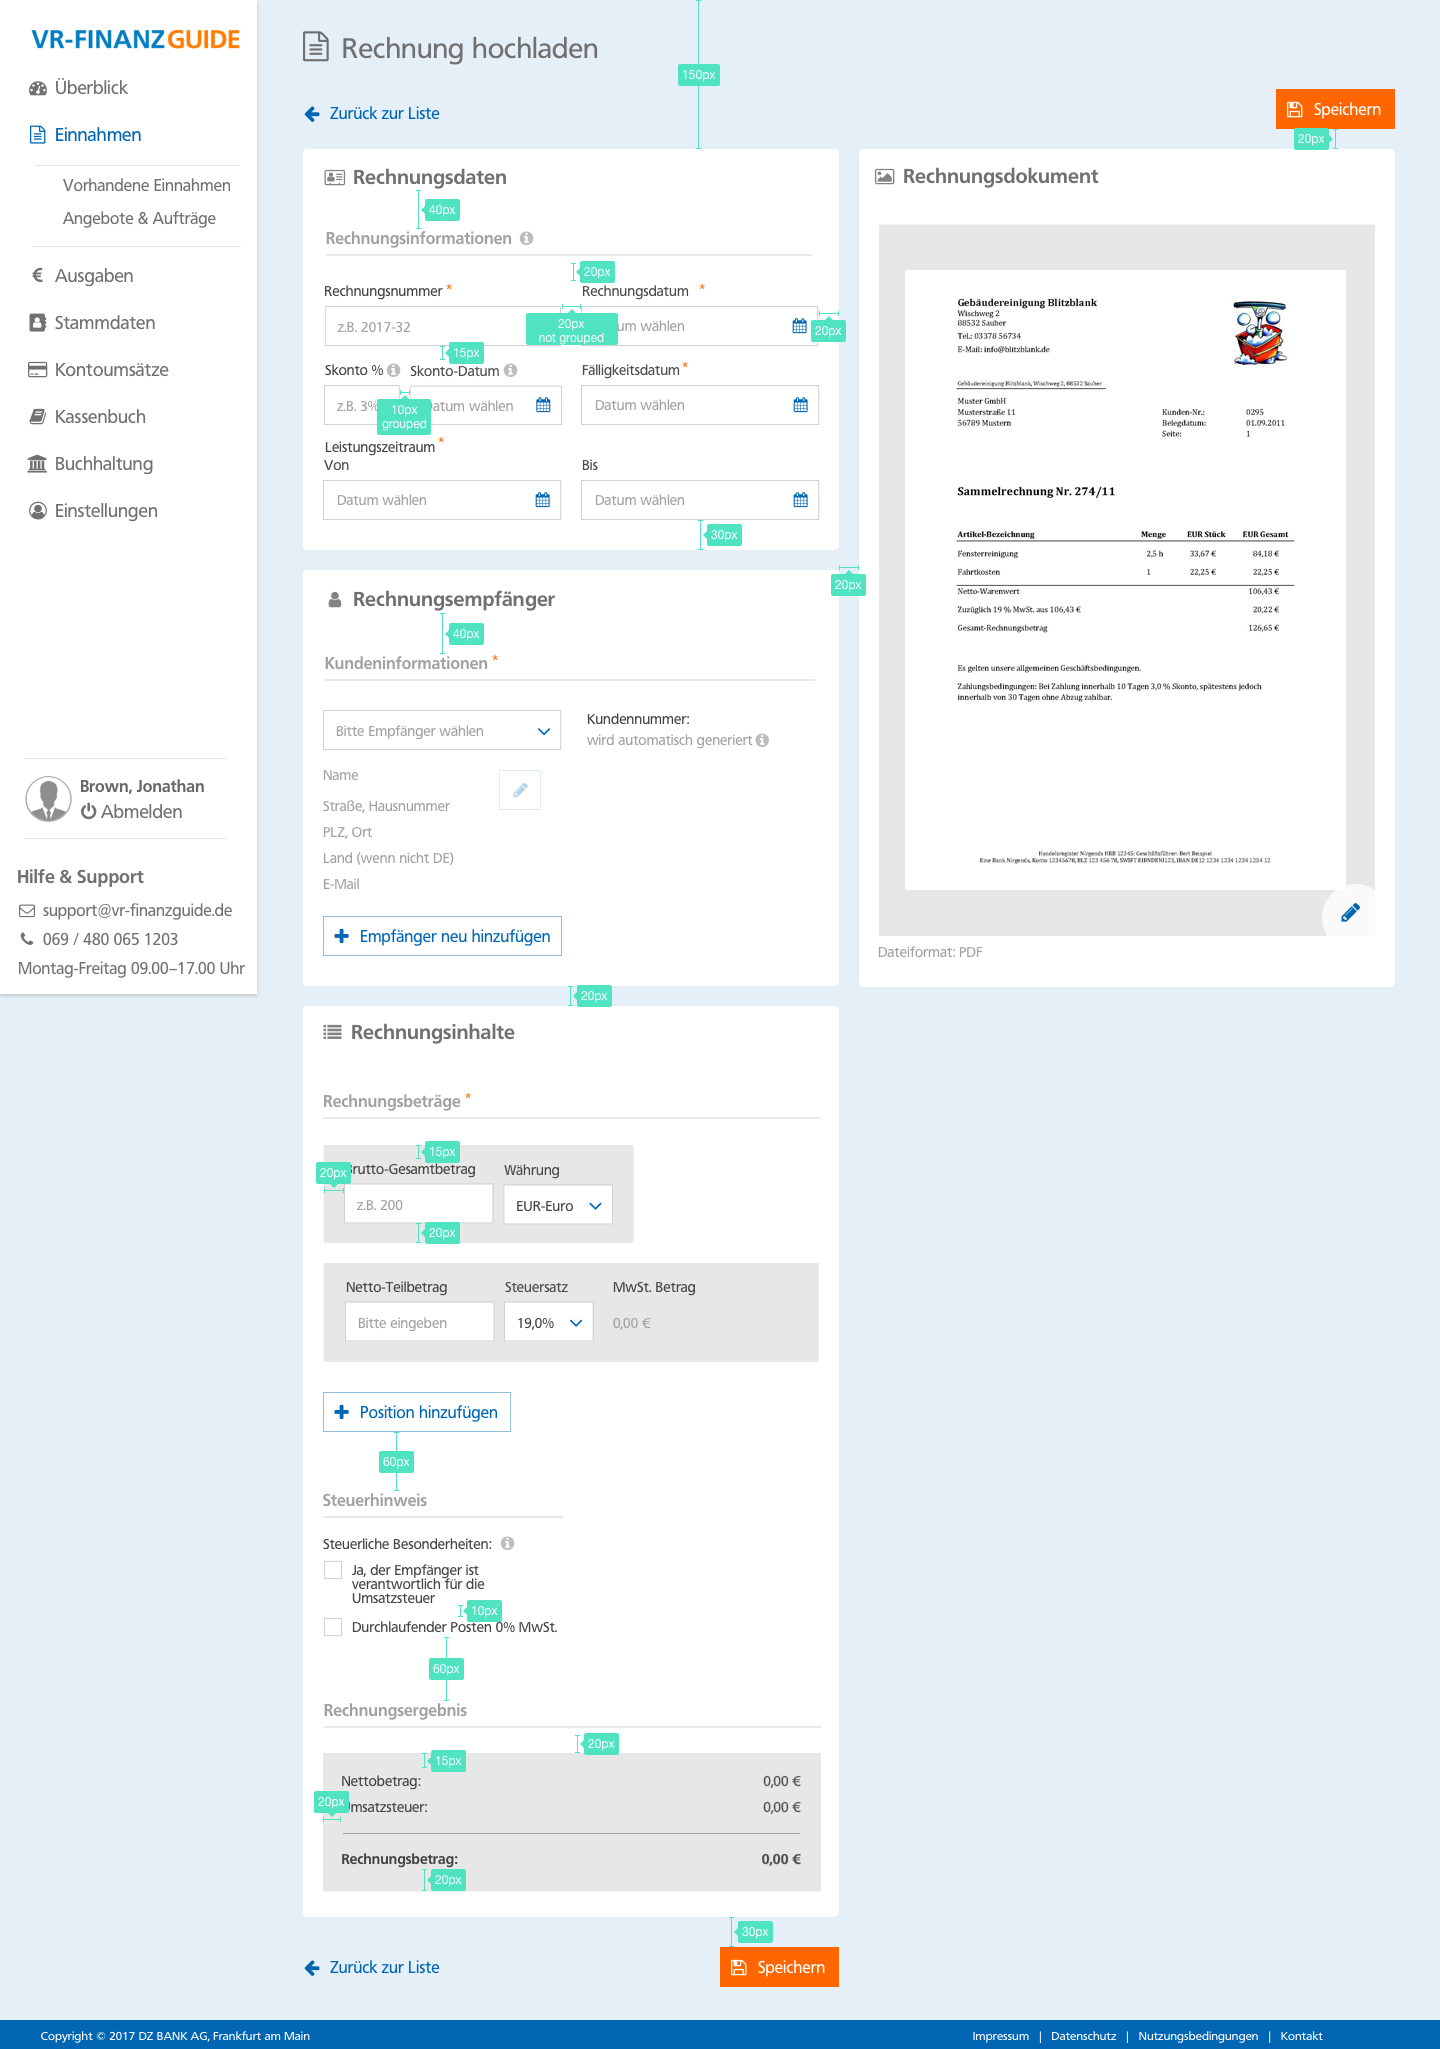 VR-FINANZGUIDE
Überblick
Einnahmen
Vorhandene Einnahmen
Angebote & Aufträge
Ausgaben
Stammdaten
Kontoumsätze
Kassenbuch
Buchhaltung
Einstellungen
Brown, Jonathan
Abmelden
Hilfe & Support
support@vr-finanzguide.de
069 / 480 065 1203
Montag-Freitag 09.00–17.00 Uhr
Rechnung hochladen
150px
Zurück zur Liste
Speichern
20px
Rechnungsdaten
40px
Rechnungsinformationen
20px
Rechnungsnummer *
Rechnungsdatum *
z.B. 2017-32
20px
not grouped
um wählen
20px
15px
Skonto %
Skonto-Datum
Fälligkeitsdatum *
z.B. 3%
10px
grouped
atum wählen
Datum wählen
Leistungszeitraum *
Von
Bis
Datum wählen
Datum wählen
30px
20px
Rechnungsempfänger
40px
Kundeninformationen *
Bitte Empfänger wählen
Kundennummer:
wird automatisch generiert
Name
Straße, Hausnummer
PLZ, Ort
Land (wenn nicht DE)
E-Mail
Empfänger neu hinzufügen
20px
Rechnungsinhalte
Rechnungsbeträge *
15px
20px
rutto-Gesamtbetrag
Währung
z.B. 200
EUR-Euro
20px
Netto-Teilbetrag
Steuersatz
MwSt. Betrag
Bitte eingeben
19,0%
0,00 €
Position hinzufügen
60px
Steuerhinweis
Steuerliche Besonderheiten:
Ja, der Empfänger ist
verantwortlich für die
Umsatzsteuer
10px
Durchlaufender Posten 0% MwSt.
60px
Rechnungsergebnis
20px
15px
Nettobetrag: 0,00 €
20px
msatzsteuer: 0,00 €
Rechnungsbetrag: 0,00 €
20px
30px
Zurück zur Liste
Speichern
Rechnungsdokument
Gebäudereinigung Blitzblank
Wischweg 2
88532 Sauber
Tel.: 03378 56734
E-Mail: info@blitzblank.de
Gebäudereinigung Blitzblank, Wischweg 2, 88532 Sauber
Muster GmbH
Musterstraße 11
56789 Mustern
Kunden-Nr.: 0295
Belegdatum: 01.09.2011
Seite: 1
Sammelrechnung Nr. 274/11
Artikel-Bezeichnung Menge EUR Stück EUR Gesamt
Fensterreinigung 2,5 h 33,67 € 84,18 €
Fahrtkosten 1 22,25 € 22,25 €
Netto-Warenwert 106,43 €
Zuzüglich 19 % MwSt. aus 106,43 € 20,22 €
Gesamt-Rechnungsbetrag 126,65 €
Es gelten unsere allgemeinen Geschäftsbedingungen.
Zahlungsbedingungen: Bei Zahlung innerhalb 10 Tagen 3,0 % Skonto, spätestens jedoch
innerhalb von 30 Tagen ohne Abzug zahlbar.
Handelsregister Nirgends HRB 12345: Geschäftsführer: Bert Beispiel
Eine Bank Nirgends, Konto 12345678, BLZ 123 456 78, SWIFT EIBNDEN1123, IBAN DE12 1234 1234 1234 1234 12
Dateiformat: PDF
Copyright © 2017 DZ BANK AG, Frankfurt am Main
Impressum | Datenschutz | Nutzungsbedingungen | Kontakt